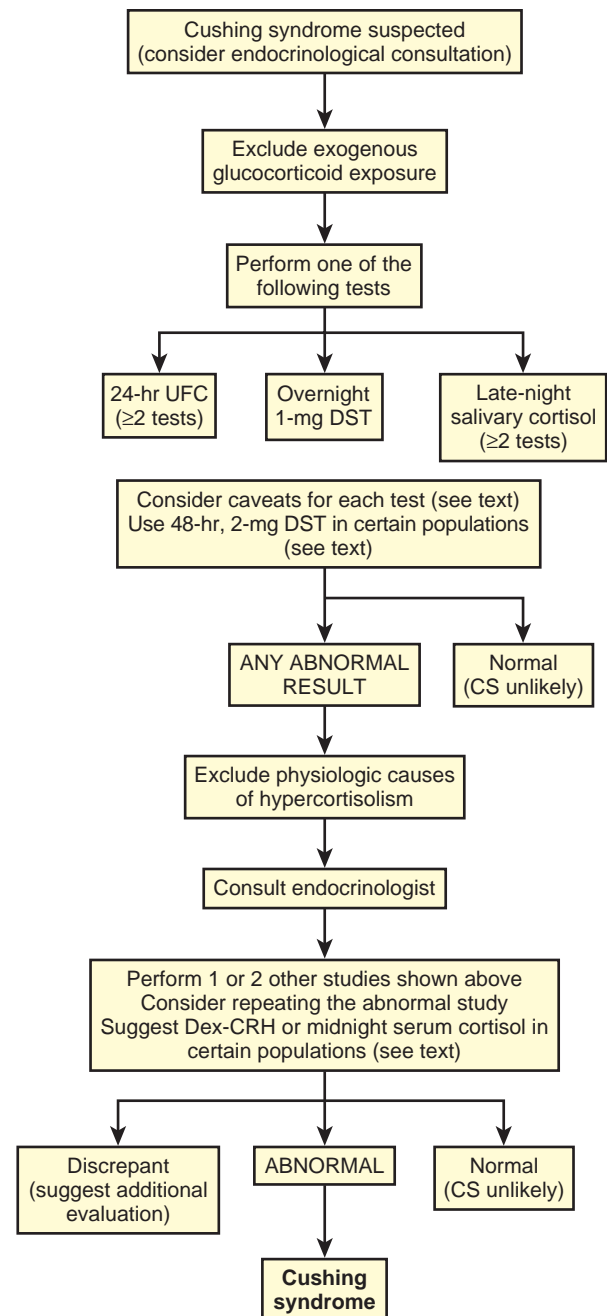 Cushing syndrome suspected
(consider endocrinological consultation)
Exclude exogenous
glucocorticoid exposure
Perform one of the
following tests
24-hr UFC
(≥2 tests)
Overnight
1-mg DST
Late-night
salivary cortisol
(≥2 tests)
Consider caveats for each test (see text)
Use 48-hr, 2-mg DST in certain populations
(see text)
ANY ABNORMAL
RESULT
Normal
(CS unlikely)
Exclude physiologic causes
of hypercortisolism
Consult endocrinologist
Perform 1 or 2 other studies shown above
Consider repeating the abnormal study
Suggest Dex-CRH or midnight serum cortisol in
certain populations (see text)
Discrepant
(suggest additional
evaluation)
ABNORMAL
Normal
(CS unlikely)
Cushing
syndrome